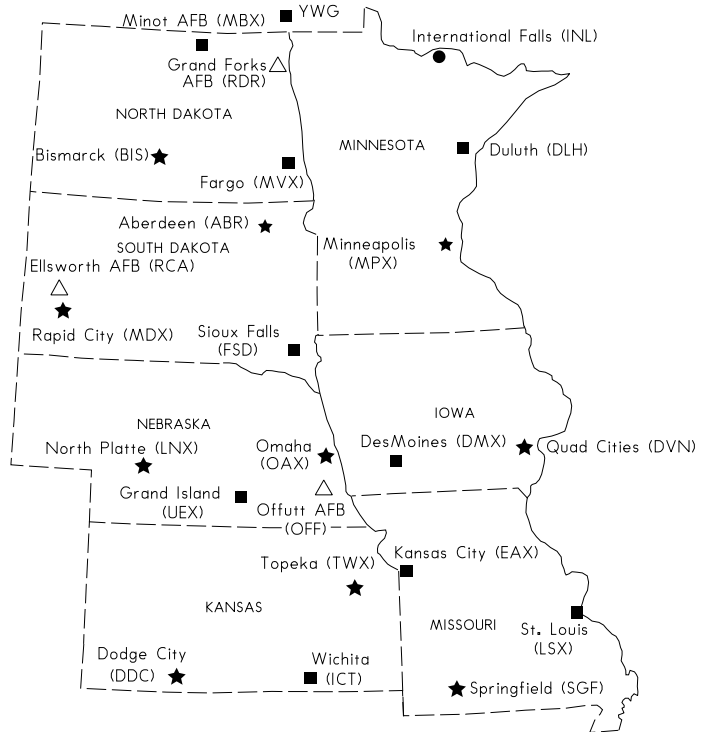 YWG
Minot AFB (MBX)
International Falls (INL)
Grand Forks
AFB (RDR)
NORTH DAKOTA
MINNESOTA
Duluth (DLH)
Bismarck (BIS)
Fargo (MVX)
Aberdeen (ABR)
SOUTH DAKOTA
Minneapolis
(MPX)
Ellsworth AFB (RCA)
Rapid City (MDX)
Sioux Falls
(FSD)
NEBRASKA
IOWA
North Platte (LNX)
Omaha
(OAX)
DesMoines (DMX)
Quad Cities (DVN)
Grand Island
(UEX)
Offutt AFB
(OFF)
Kansas City (EAX)
Topeka (TWX)
KANSAS
MISSOURI
St. Louis
(LSX)
Dodge City
(DDC)
Wichita
(ICT)
Springfield (SGF)